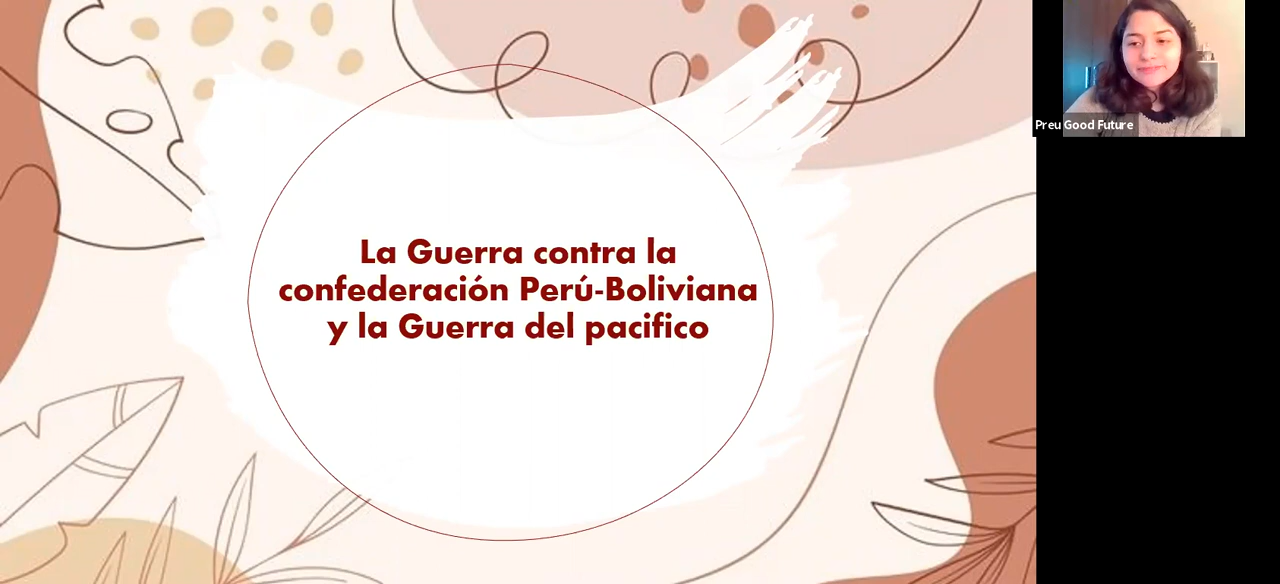 La Guerra contra la
confederación Perú-Boliviana
y la Guerra del pacifico
Preu Good Future